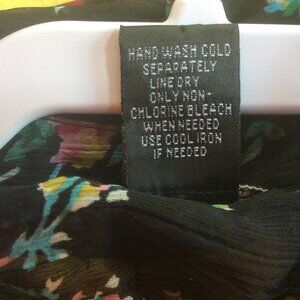 HAND WASH COLD
SEPARATELY
LINE DRY
ONLY NON-
CHLORINE BLEACH
WHEN NEEDED
USE COOL IRON
IF NEEDED